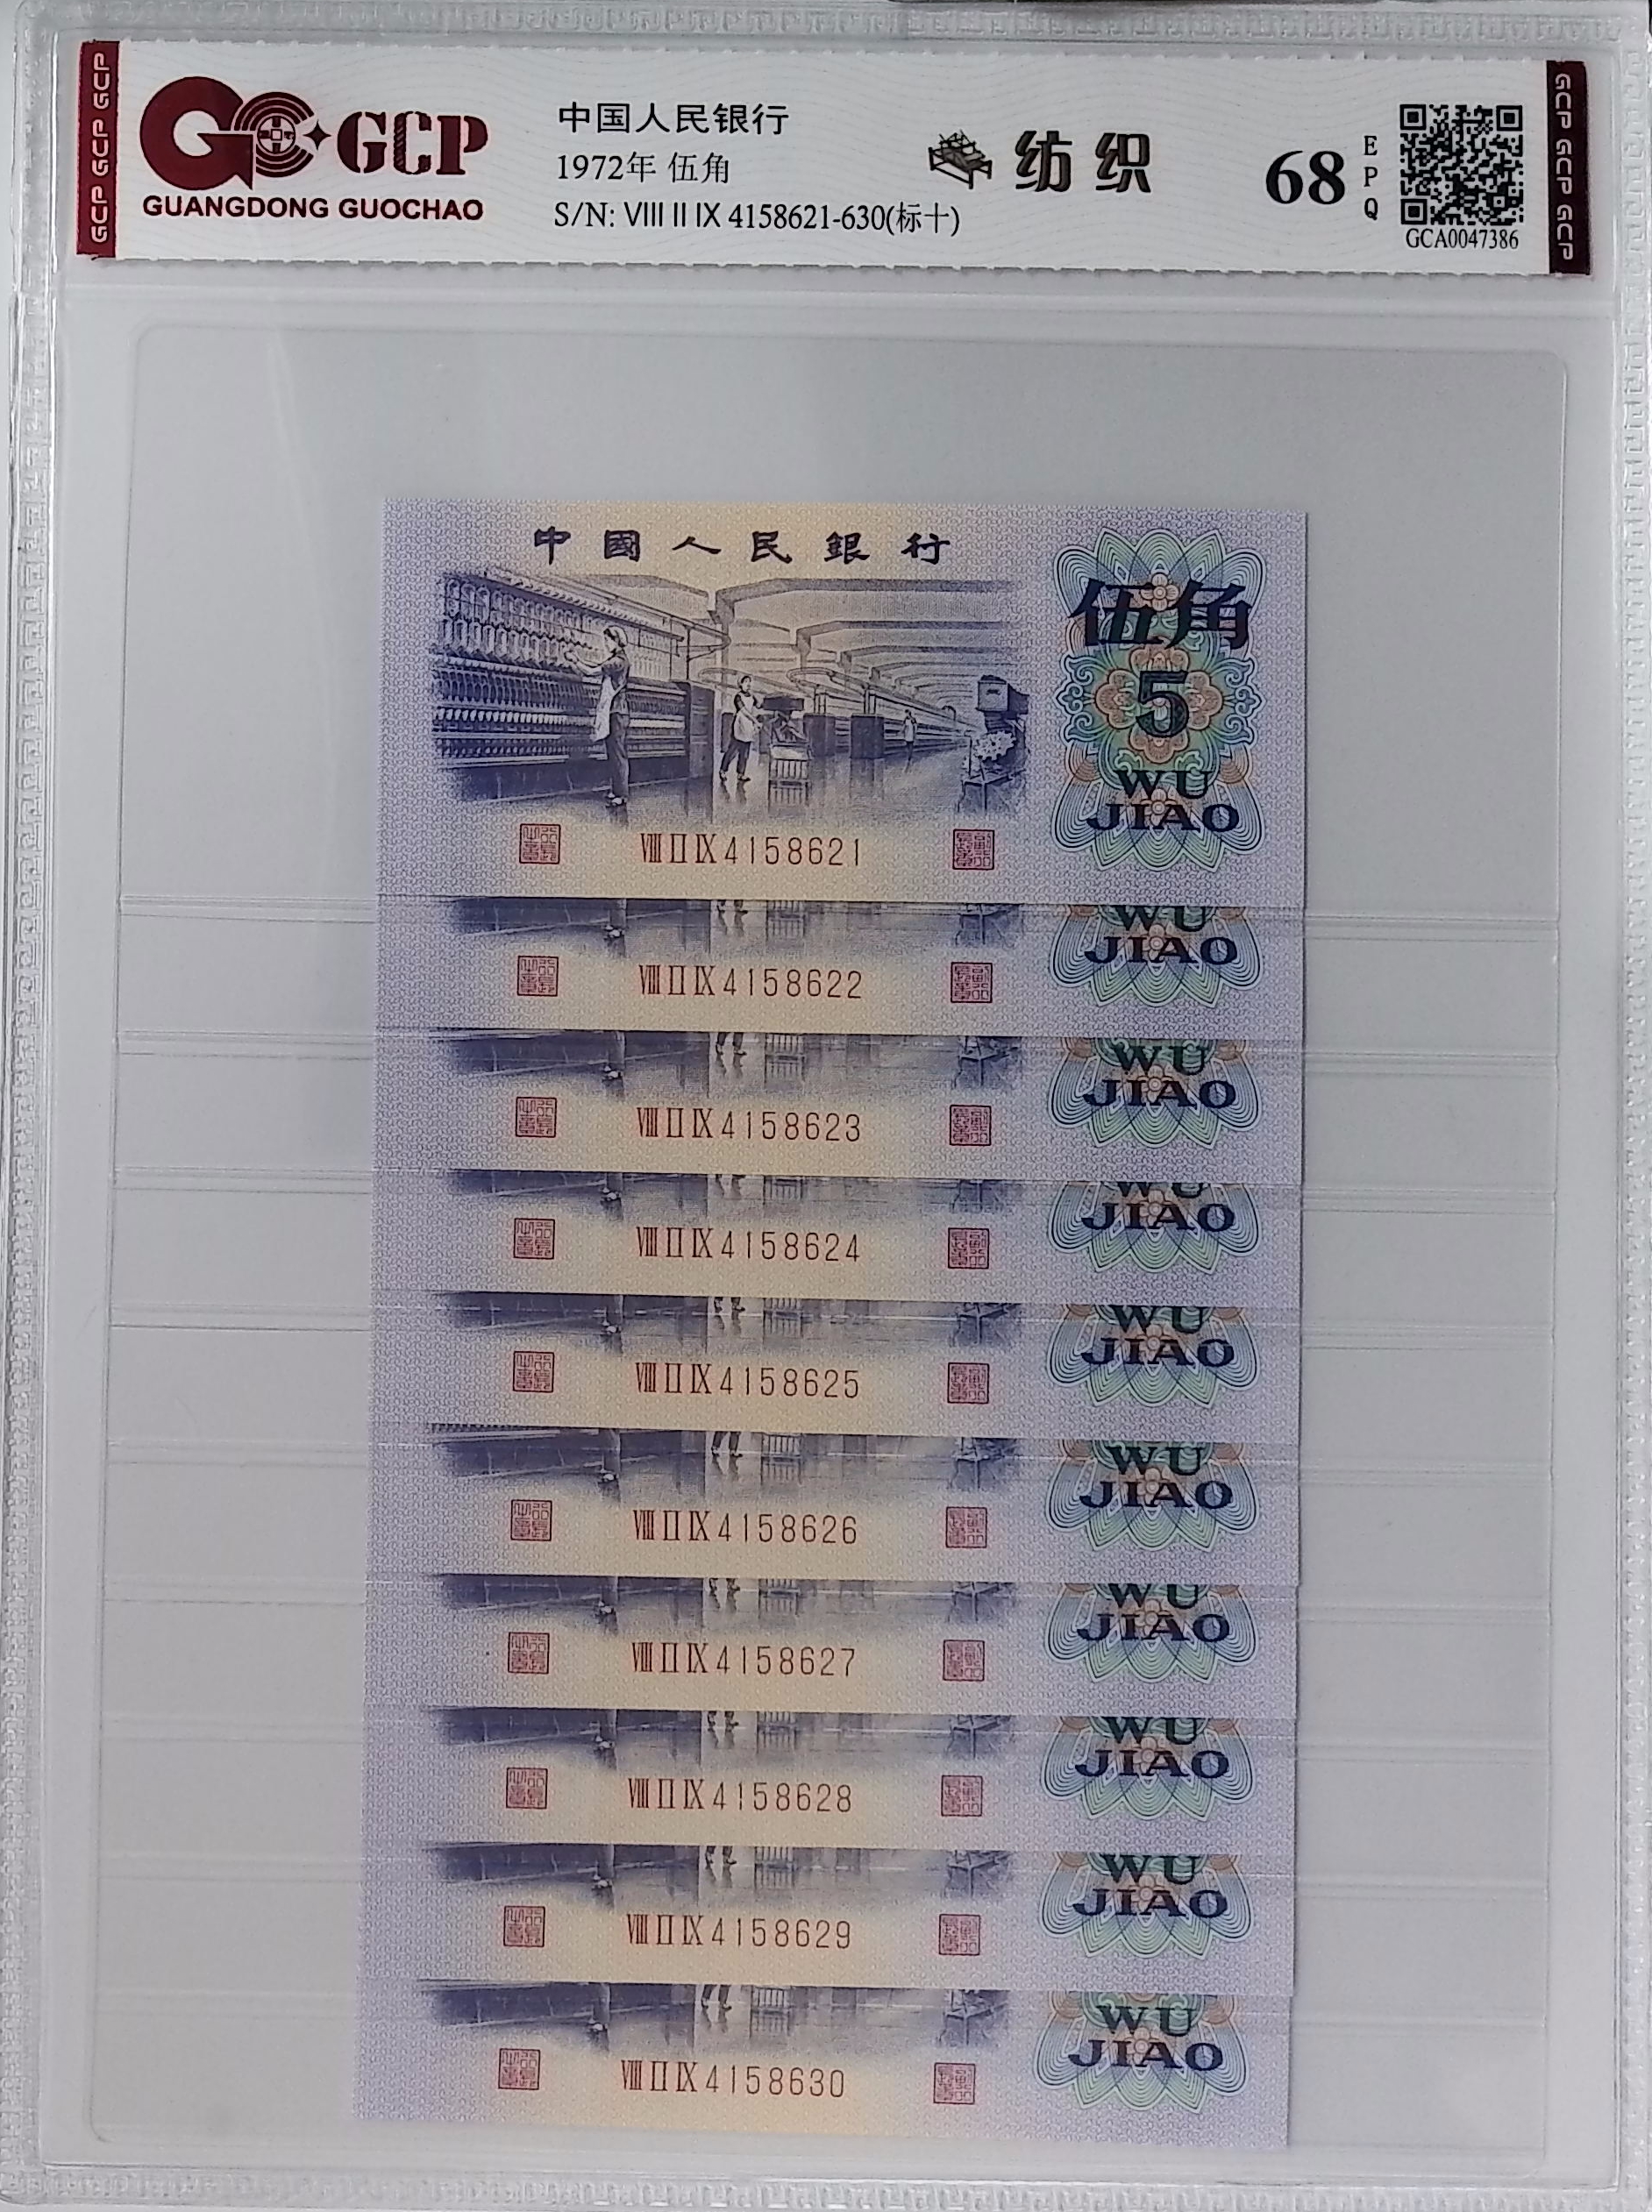 GCP GCP GCP
GCP
GUANGDONG GUOCHAO
中国人民银行
1972年 伍角
S/N: VIII II IX 4158621-630(标十)
纺织
68
EPQ
GCA0047386
GCP GCP GCP
中國人民銀行
伍角
5
WU
JIAO
VIII II IX 4158621
WU
JIAO
VIII II IX 4158622
WU
JIAO
VIII II IX 4158623
WU
JIAO
VIII II IX 4158624
WU
JIAO
VIII II IX 4158625
WU
JIAO
VIII II IX 4158626
WU
JIAO
VIII II IX 4158627
WU
JIAO
VIII II IX 4158628
WU
JIAO
VIII II IX 4158629
WU
JIAO
VIII II IX 4158630